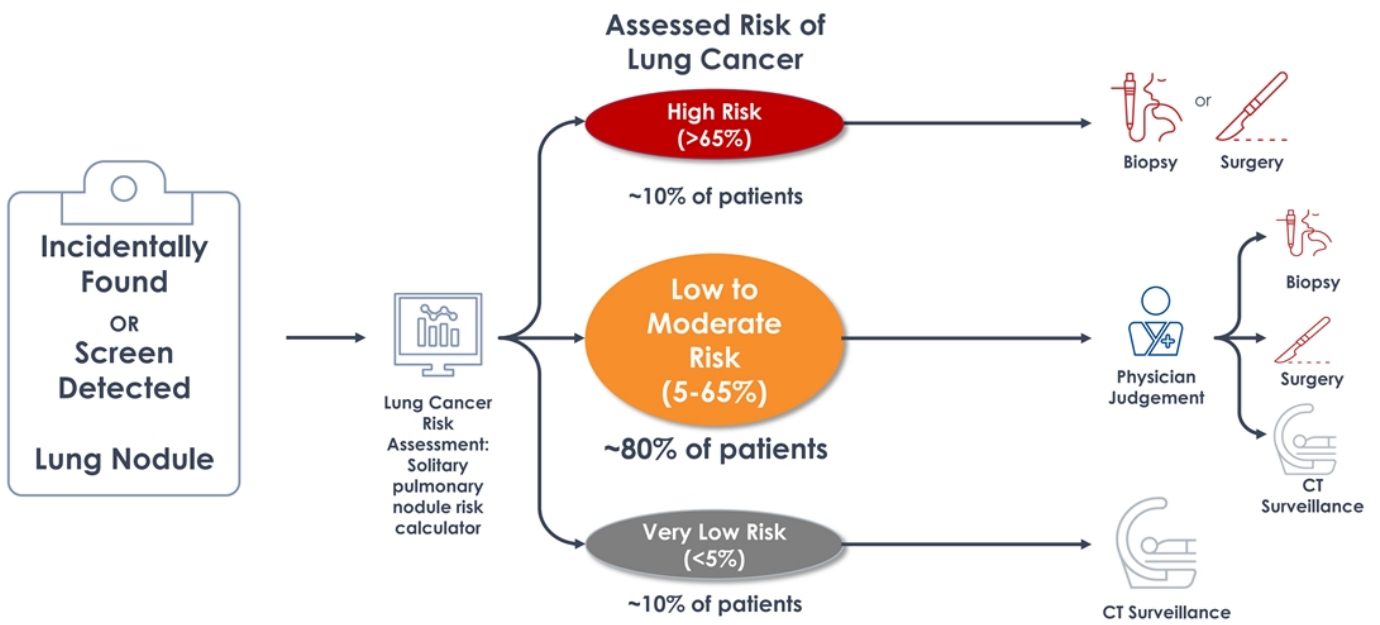 Assessed Risk of
Lung Cancer
Incidentally
Found
OR
Screen
Detected
Lung Nodule
Lung Cancer
Risk
Assessment:
Solitary
pulmonary
nodule risk
calculator
High Risk
(>65%)
~10% of patients
or
Biopsy
Surgery
Low to
Moderate
Risk
(5-65%)
~80% of patients
Physician
Judgement
Biopsy
Surgery
CT
Surveillance
Very Low Risk
(<5%)
~10% of patients
CT Surveillance